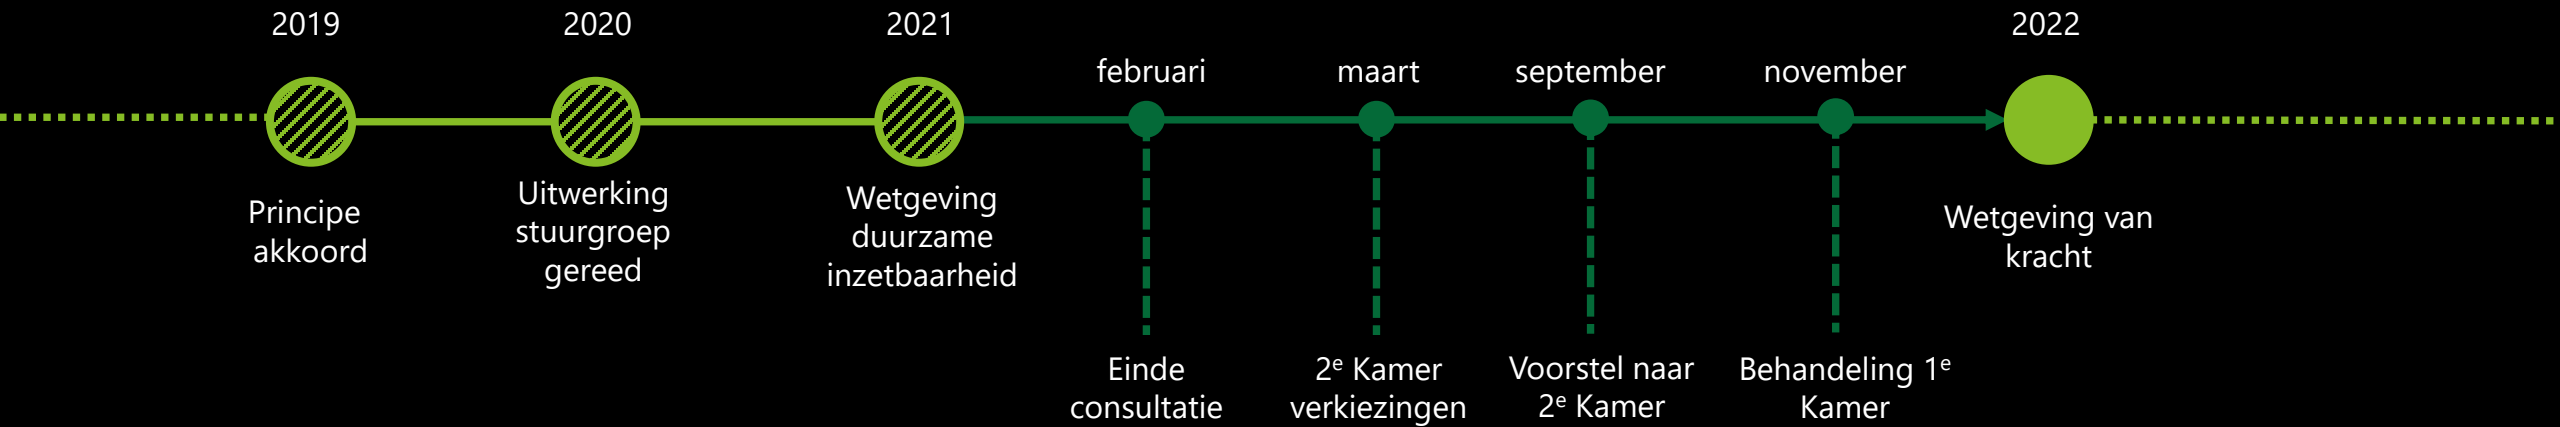 2019
2020
2021
2022
februari
maart
september
november
Principe
akkoord
Uitwerking
stuurgroep
gereed
Wetgeving
duurzame
inzetbaarheid
Wetgeving van
kracht
Einde
consultatie
2e Kamer
verkiezingen
Voorstel naar
2e Kamer
Behandeling 1e
Kamer